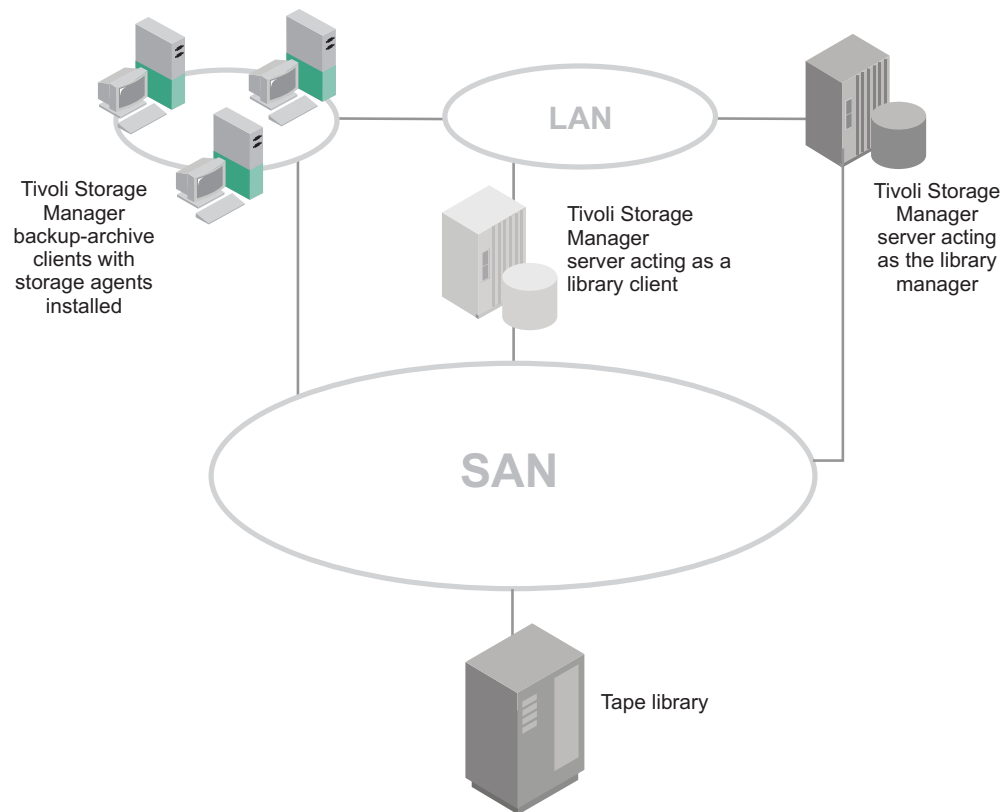 LAN
Tivoli Storage
Manager
backup-archive
clients with
storage agents
installed
Tivoli Storage
Manager
server acting as a
library client
Tivoli Storage
Manager
server acting
as the library
manager
SAN
Tape library